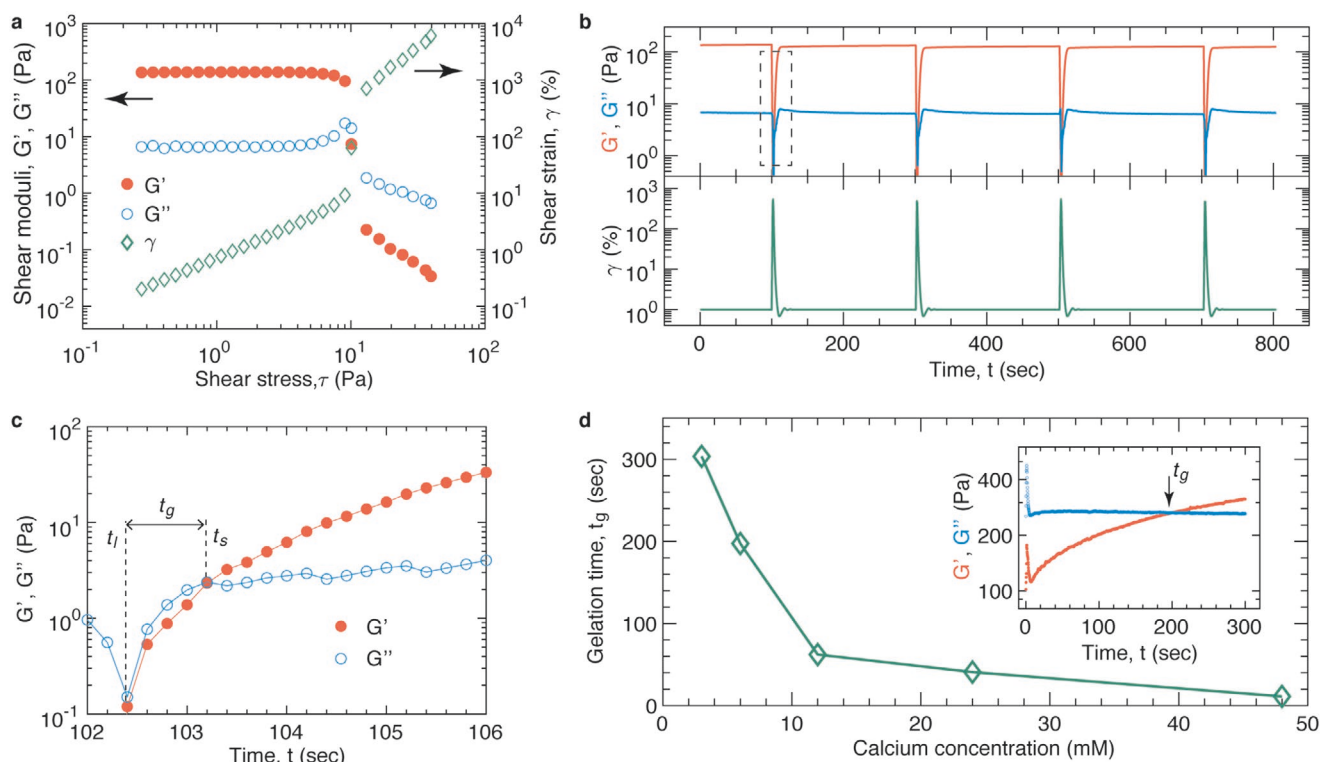 a
Shear moduli, G', G'' (Pa)
10³
10²
10¹
10⁰
10⁻¹
10⁻²
G'
G''
γ
10⁴
10³
10²
10¹
10⁰
10⁻¹
Shear strain, γ (%)
10⁻¹ 10⁰ 10¹ 10²
Shear stress,τ (Pa)
b
G', G'' (Pa)
10²
10¹
10⁰
γ (%)
10³
10²
10¹
10⁰
0 200 400 600 800
Time, t (sec)
c
G', G'' (Pa)
10²
10¹
10⁰
10⁻¹
tₗ
t_g
tₛ
G'
G''
102 103 104 105 106
Time, t (sec)
d
Gelation time, t_g (sec)
300
200
100
0
0 10 20 30 40 50
Calcium concentration (mM)
G', G'' (Pa)
400
200
100
t_g
0 100 200 300
Time, t (sec)